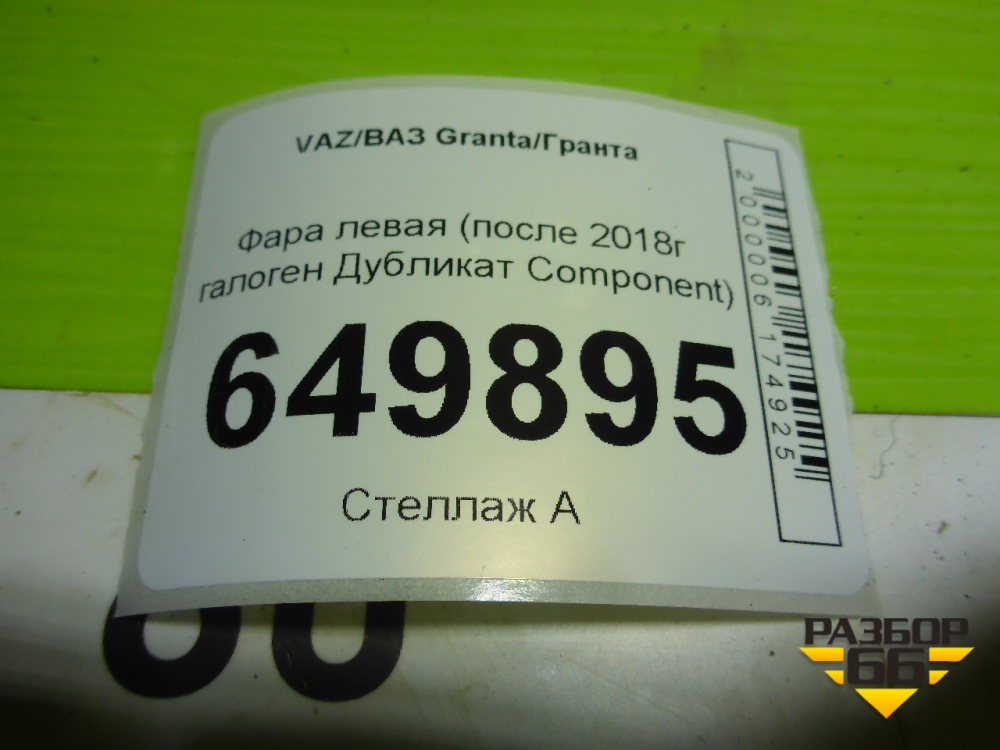 VAZ/ВАЗ Granta/Гранта
Фара левая (после 2018г
галоген Дубликат Component)
649895
Стеллаж А
2000006174925
РАЗБОР
66